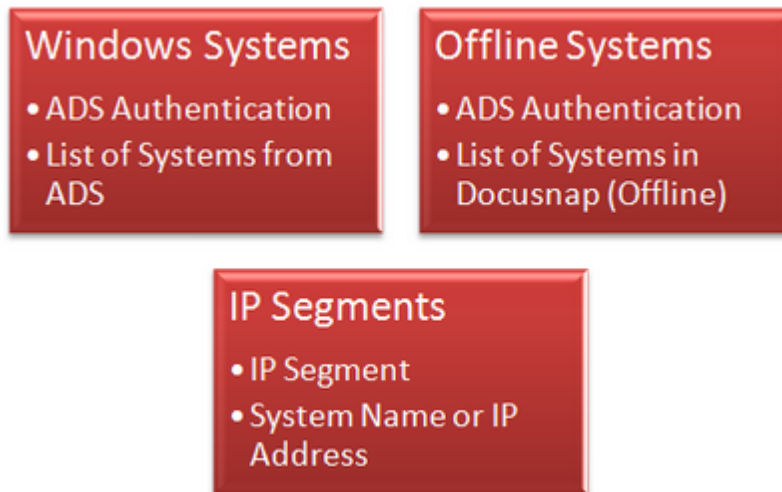 Windows Systems
• ADS Authentication
• List of Systems from
ADS
Offline Systems
• ADS Authentication
• List of Systems in
Docusnap (Offline)
IP Segments
• IP Segment
• System Name or IP
Address